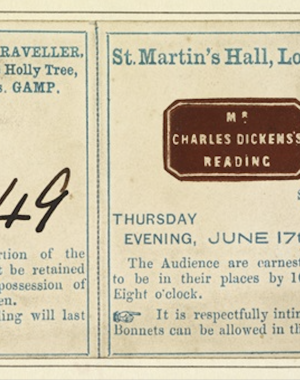 RAVELLER,
Holly Tree,
s. GAMP.
49
rtion of the
t be retained
possession of
en.
ling will last
St. Martin's Hall, Lo
MR
CHARLES DICKENS'S
READING
THURSDAY
EVENING, JUNE 17
The Audience are earnest
to be in their places by 10
Eight o'clock.
☞ It is respectfully intim
Bonnets can be allowed in th